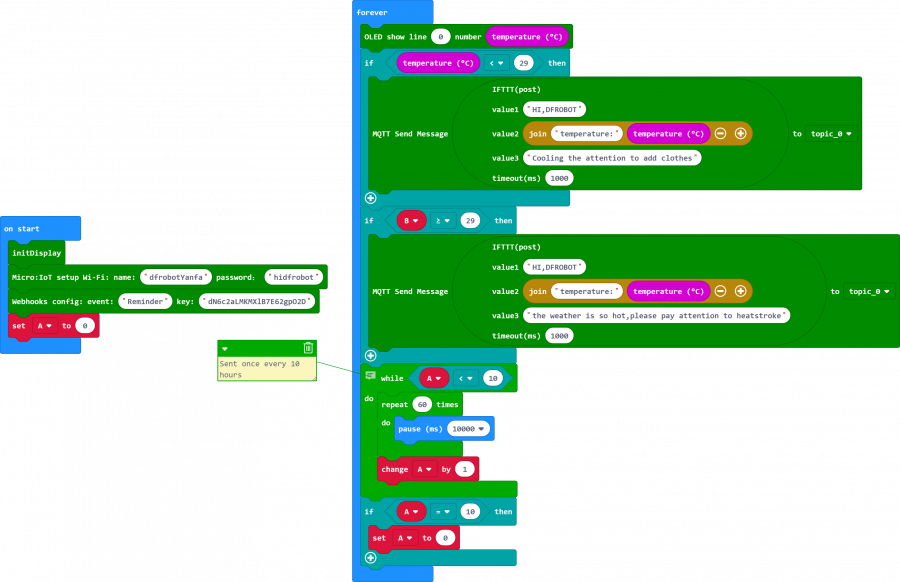 forever
OLED show line 0 number temperature (°C)
if temperature (°C) < 29 then
IFTTT(post)
value1 "HI,DFROBOT"
MQTT Send Message value2 join "temperature:" temperature (°C) to topic_0
value3 "Cooling the attention to add clothes"
timeout(ms) 1000
if B ≥ 29 then
IFTTT(post)
value1 "HI,DFROBOT"
MQTT Send Message value2 join "temperature:" temperature (°C) to topic_0
value3 "the weather is so hot,please pay attention to heatstroke"
timeout(ms) 1000
while A < 10
do repeat 60 times
do pause (ms) 10000
change A by 1
if A = 10 then
set A to 0
on start
initDisplay
Micro:IoT setup Wi-Fi: name: "dfrobotYanfa" password: "hidfrobot"
Webhooks config: event: "Reminder" key: "dN6c2aLMKMXlB7E62gpO2D"
set A to 0
Sent once every 10
hours